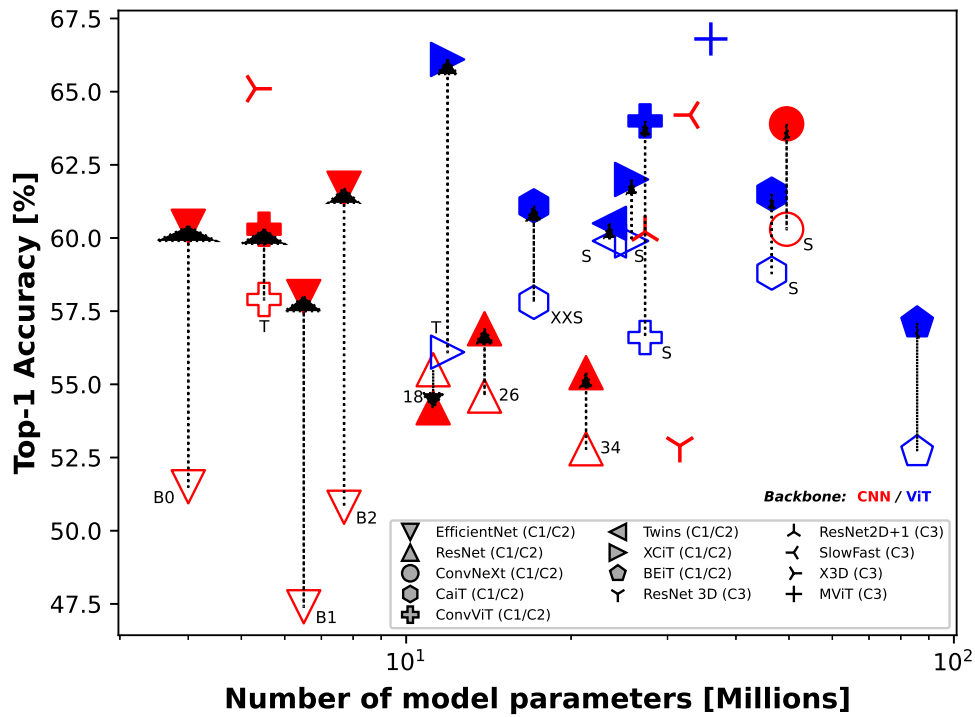 67.5
65.0
62.5
60.0
57.5
55.0
52.5
50.0
47.5
Top-1 Accuracy [%]
T
S
S
S
XXS
S
T
S
18
26
34
B0
B2
B1
Backbone: CNN / ViT
EfficientNet (C1/C2)
ResNet (C1/C2)
ConvNeXt (C1/C2)
CaiT (C1/C2)
ConvViT (C1/C2)
Twins (C1/C2)
XCiT (C1/C2)
BEiT (C1/C2)
ResNet 3D (C3)
ResNet2D+1 (C3)
SlowFast (C3)
X3D (C3)
MViT (C3)
10¹
10²
Number of model parameters [Millions]